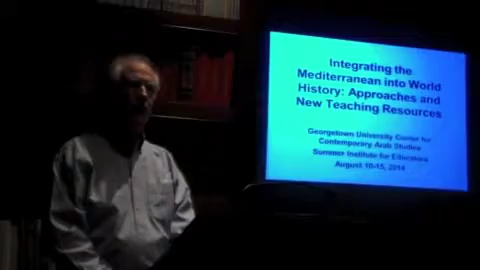 Integrating the
Mediterranean into World
History: Approaches and
New Teaching Resources
Georgetown University Center for
Contemporary Arab Studies
Summer Institute for Educators
August 10-15, 2014